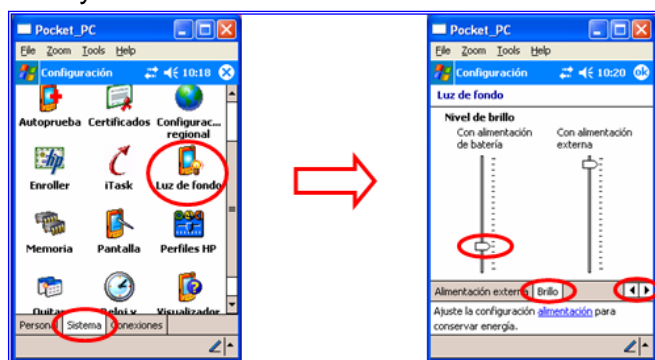 Pocket_PC
File Zoom Tools Help
Configuración 10:18
Autoprueba Certificados Configurac... regional
Enroller iTask Luz de fondo
Memoria Pantalla Perfiles HP
Quitar Reloj y Visualizador
Personal Sistema Conexiones
Pocket_PC
File Zoom Tools Help
Configuración 10:20 ok
Luz de fondo
Nivel de brillo
Con alimentación de batería
Con alimentación externa
Alimentación externa Brillo
Ajuste la configuración alimentación para
conservar energía.